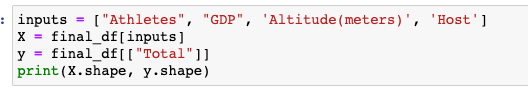 : inputs = ["Athletes", "GDP", 'Altitude(meters)', 'Host']
X = final_df[inputs]
y = final_df[["Total"]]
print(X.shape, y.shape)